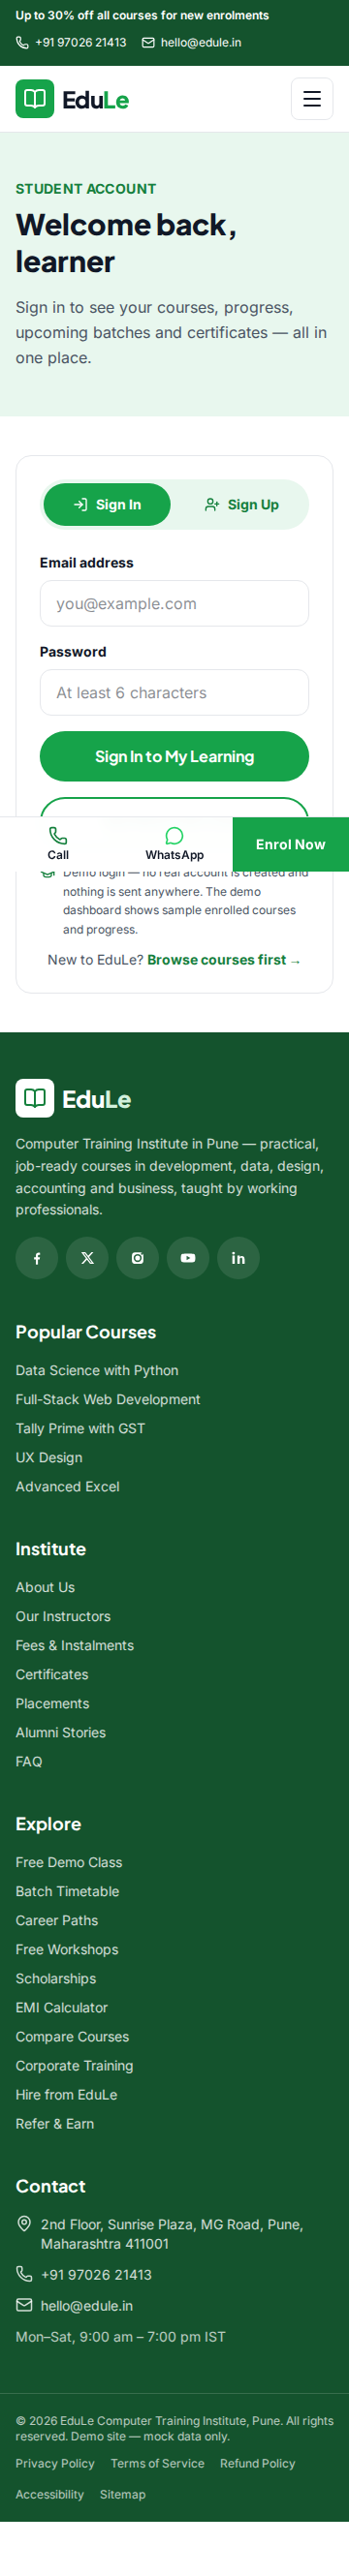 Up to 30% off all courses for new enrolments
+91 97026 21413 hello@edule.in
EduLe
STUDENT ACCOUNT
Welcome back,
learner
Sign in to see your courses, progress,
upcoming batches and certificates — all in
one place.
Sign In Sign Up
Email address
you@example.com
Password
At least 6 characters
Sign In to My Learning
Call WhatsApp Enrol Now
Demo login — no real account is created and
nothing is sent anywhere. The demo
dashboard shows sample enrolled courses
and progress.
New to EduLe? Browse courses first →
EduLe
Computer Training Institute in Pune — practical,
job-ready courses in development, data, design,
accounting and business, taught by working
professionals.
Popular Courses
Data Science with Python
Full-Stack Web Development
Tally Prime with GST
UX Design
Advanced Excel
Institute
About Us
Our Instructors
Fees & Instalments
Certificates
Placements
Alumni Stories
FAQ
Explore
Free Demo Class
Batch Timetable
Career Paths
Free Workshops
Scholarships
EMI Calculator
Compare Courses
Corporate Training
Hire from EduLe
Refer & Earn
Contact
2nd Floor, Sunrise Plaza, MG Road, Pune,
Maharashtra 411001
+91 97026 21413
hello@edule.in
Mon–Sat, 9:00 am – 7:00 pm IST
© 2026 EduLe Computer Training Institute, Pune. All rights
reserved. Demo site — mock data only.
Privacy Policy Terms of Service Refund Policy
Accessibility Sitemap